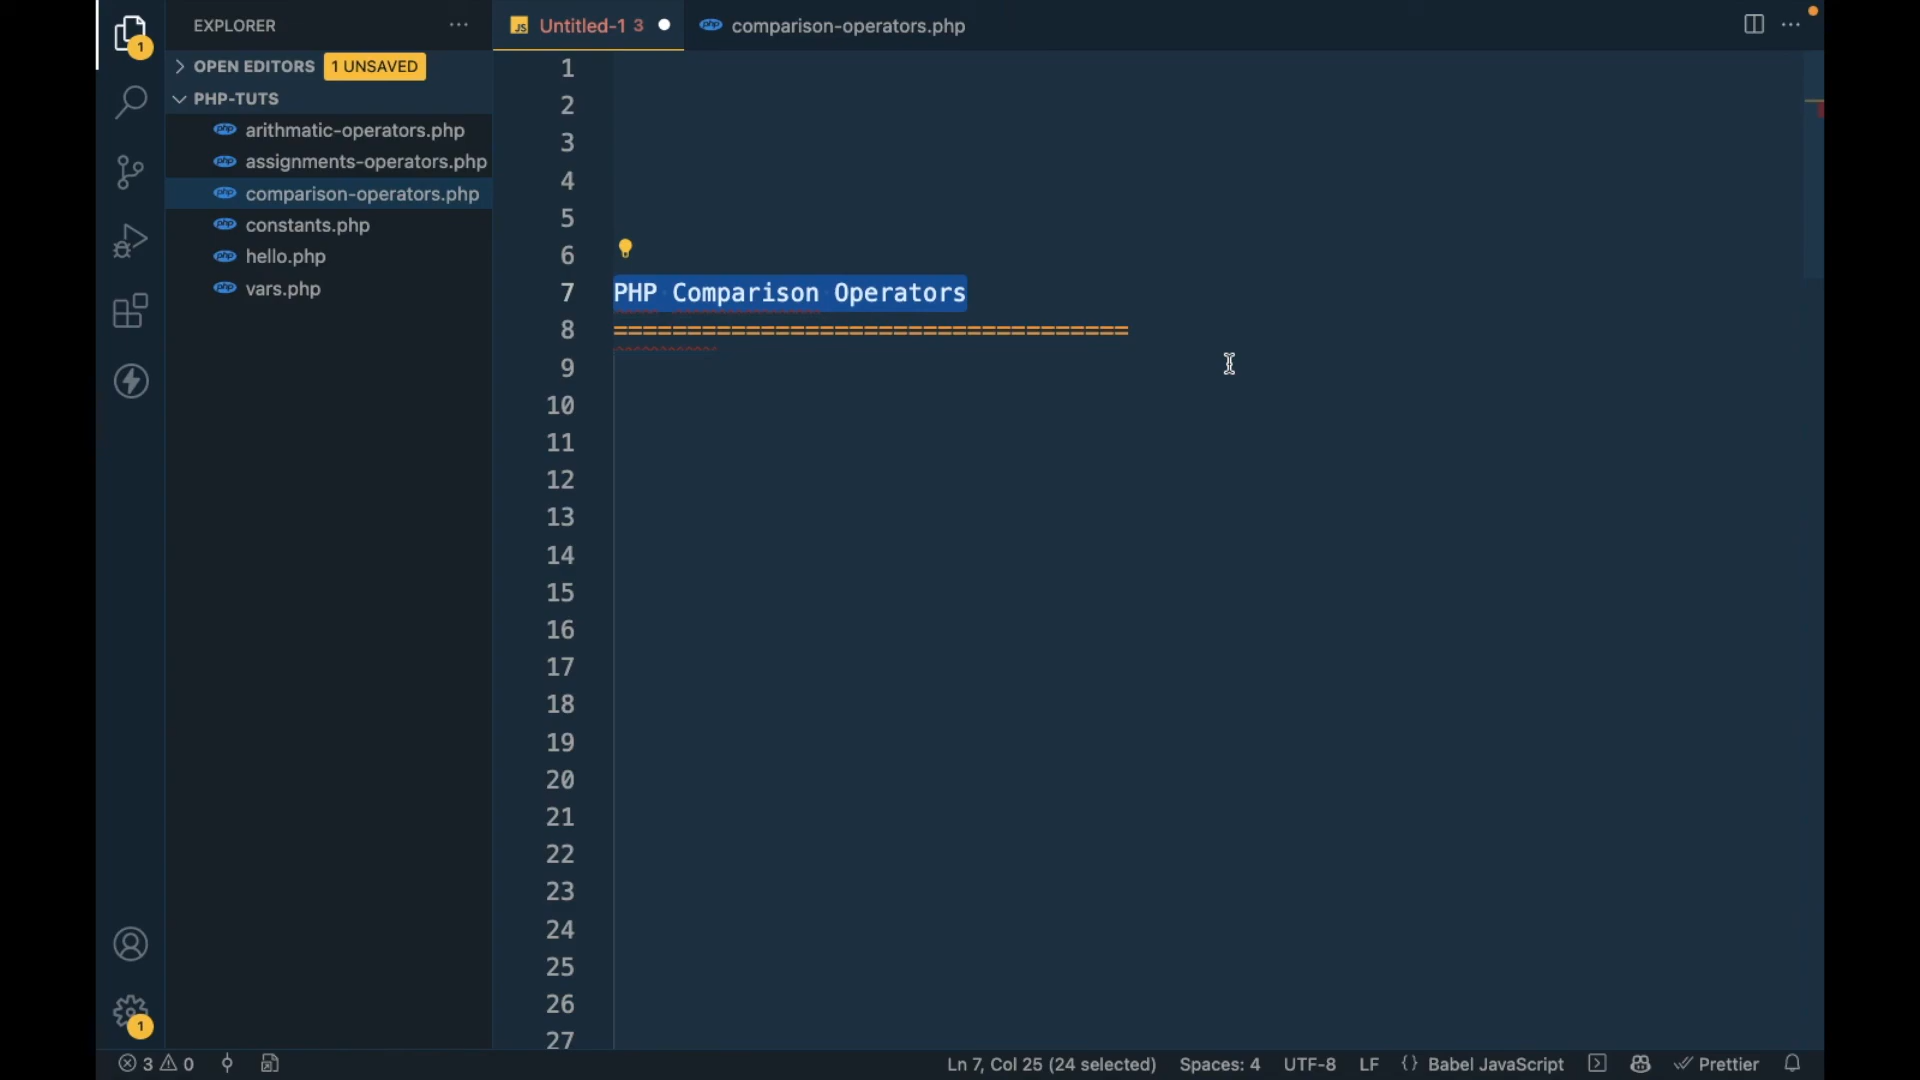 EXPLORER
Untitled-1 3
comparison-operators.php
OPEN EDITORS 1 UNSAVED
PHP-TUTS
arithmatic-operators.php
assignments-operators.php
comparison-operators.php
constants.php
hello.php
vars.php
1
1
2
3
4
5
6
7 PHP Comparison Operators
8 ===================================
9
10
11
12
13
14
15
16
17
18
19
20
21
22
23
24
25
26
27
1
3 0
Ln 7, Col 25 (24 selected) Spaces: 4 UTF-8 LF {} Babel JavaScript Prettier